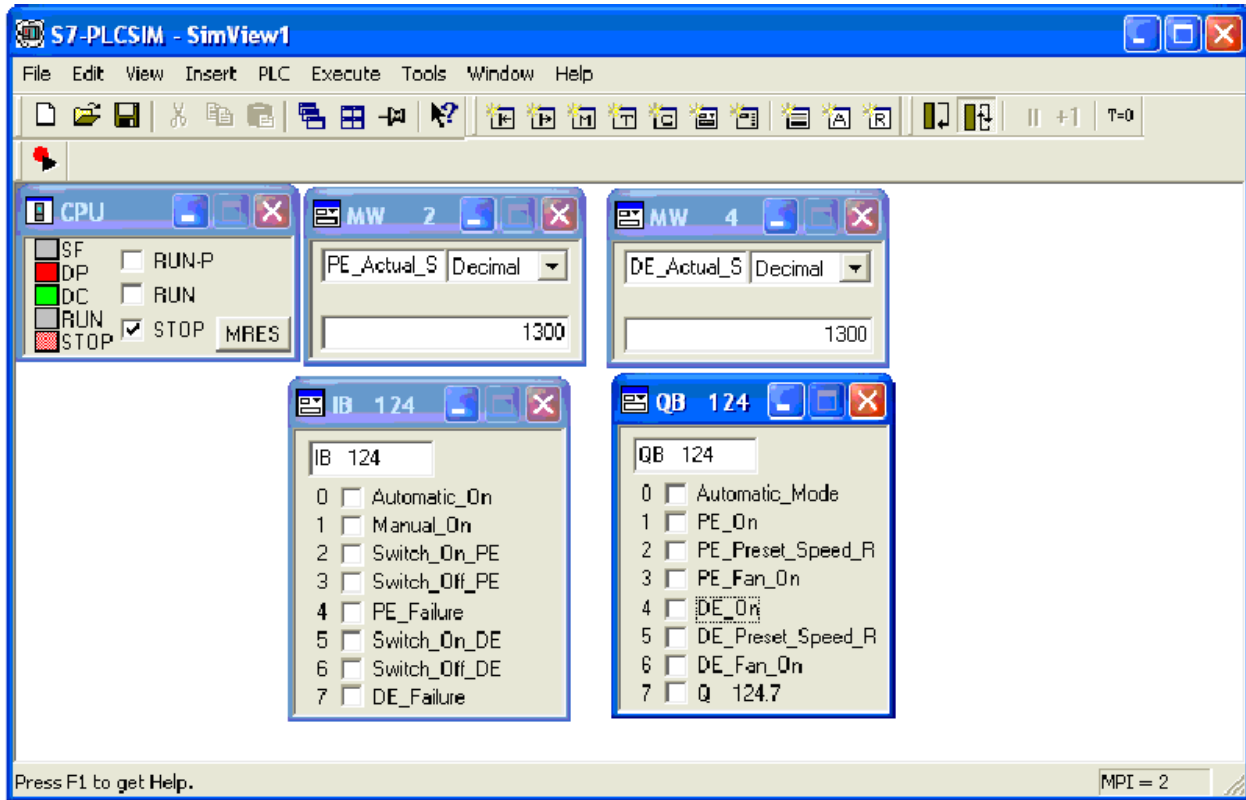 S7-PLCSIM - SimView1
File Edit View Insert PLC Execute Tools Window Help
+1 T=0
CPU
SF
DP
DC
RUN
STOP
RUN-P
RUN
STOP MRES
MW 2
PE_Actual_S Decimal
1300
MW 4
DE_Actual_S Decimal
1300
IB 124
IB 124
0 Automatic_On
1 Manual_On
2 Switch_On_PE
3 Switch_Off_PE
4 PE_Failure
5 Switch_On_DE
6 Switch_Off_DE
7 DE_Failure
QB 124
QB 124
0 Automatic_Mode
1 PE_On
2 PE_Preset_Speed_R
3 PE_Fan_On
4 DE_On
5 DE_Preset_Speed_R
6 DE_Fan_On
7 Q 124.7
Press F1 to get Help.
MPI = 2